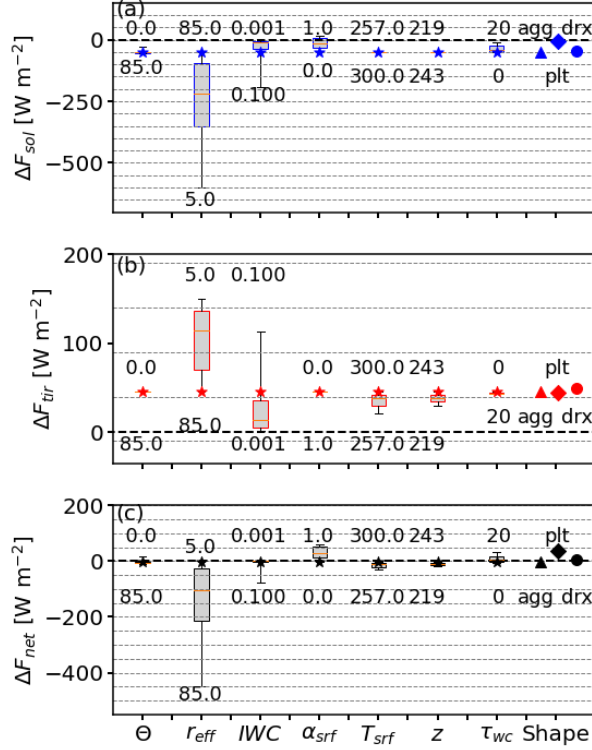 (a)
0.0 85.0 0.001 1.0 257.0 219 20 agg drx
85.0 0.100 0.0 300.0 243 0 plt
5.0
0
−250
−500
ΔF_sol [W m⁻²]
(b)
5.0 0.100
0.0 0.0 300.0 243 0 plt
85.0 20 agg drx
85.0 0.001 1.0 257.0 219
200
100
0
ΔF_tir [W m⁻²]
(c)
0.0 5.0 0.001 1.0 300.0 243 20 plt
85.0 0.100 0.0 257.0 219 0 agg drx
85.0
200
0
−200
−400
ΔF_net [W m⁻²]
Θ r_eff IWC α_srf T_srf z τ_wc Shape